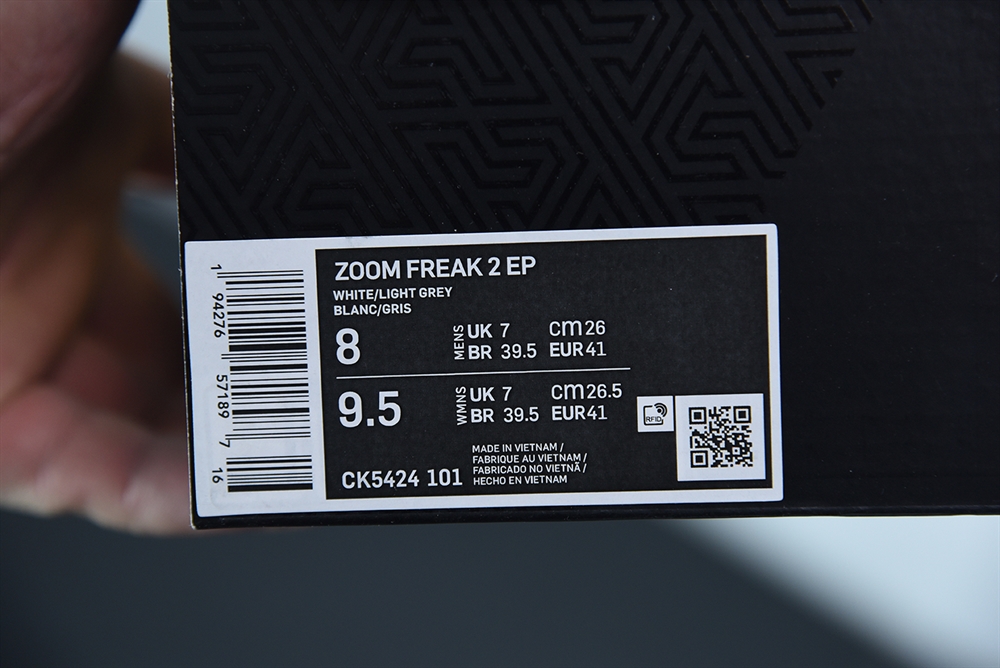 ZOOM FREAK 2 EP
WHITE/LIGHT GREY
BLANC/GRIS
8 MENS UK 7 cm 26
BR 39.5 EUR 41
9.5 WMNS UK 7 cm 26.5
BR 39.5 EUR 41
RFID
CK5424 101
MADE IN VIETNAM /
FABRIQUE AU VIETNAM /
FABRICADO NO VIETNÃ /
HECHO EN VIETNAM
1 94276 57189 7 16